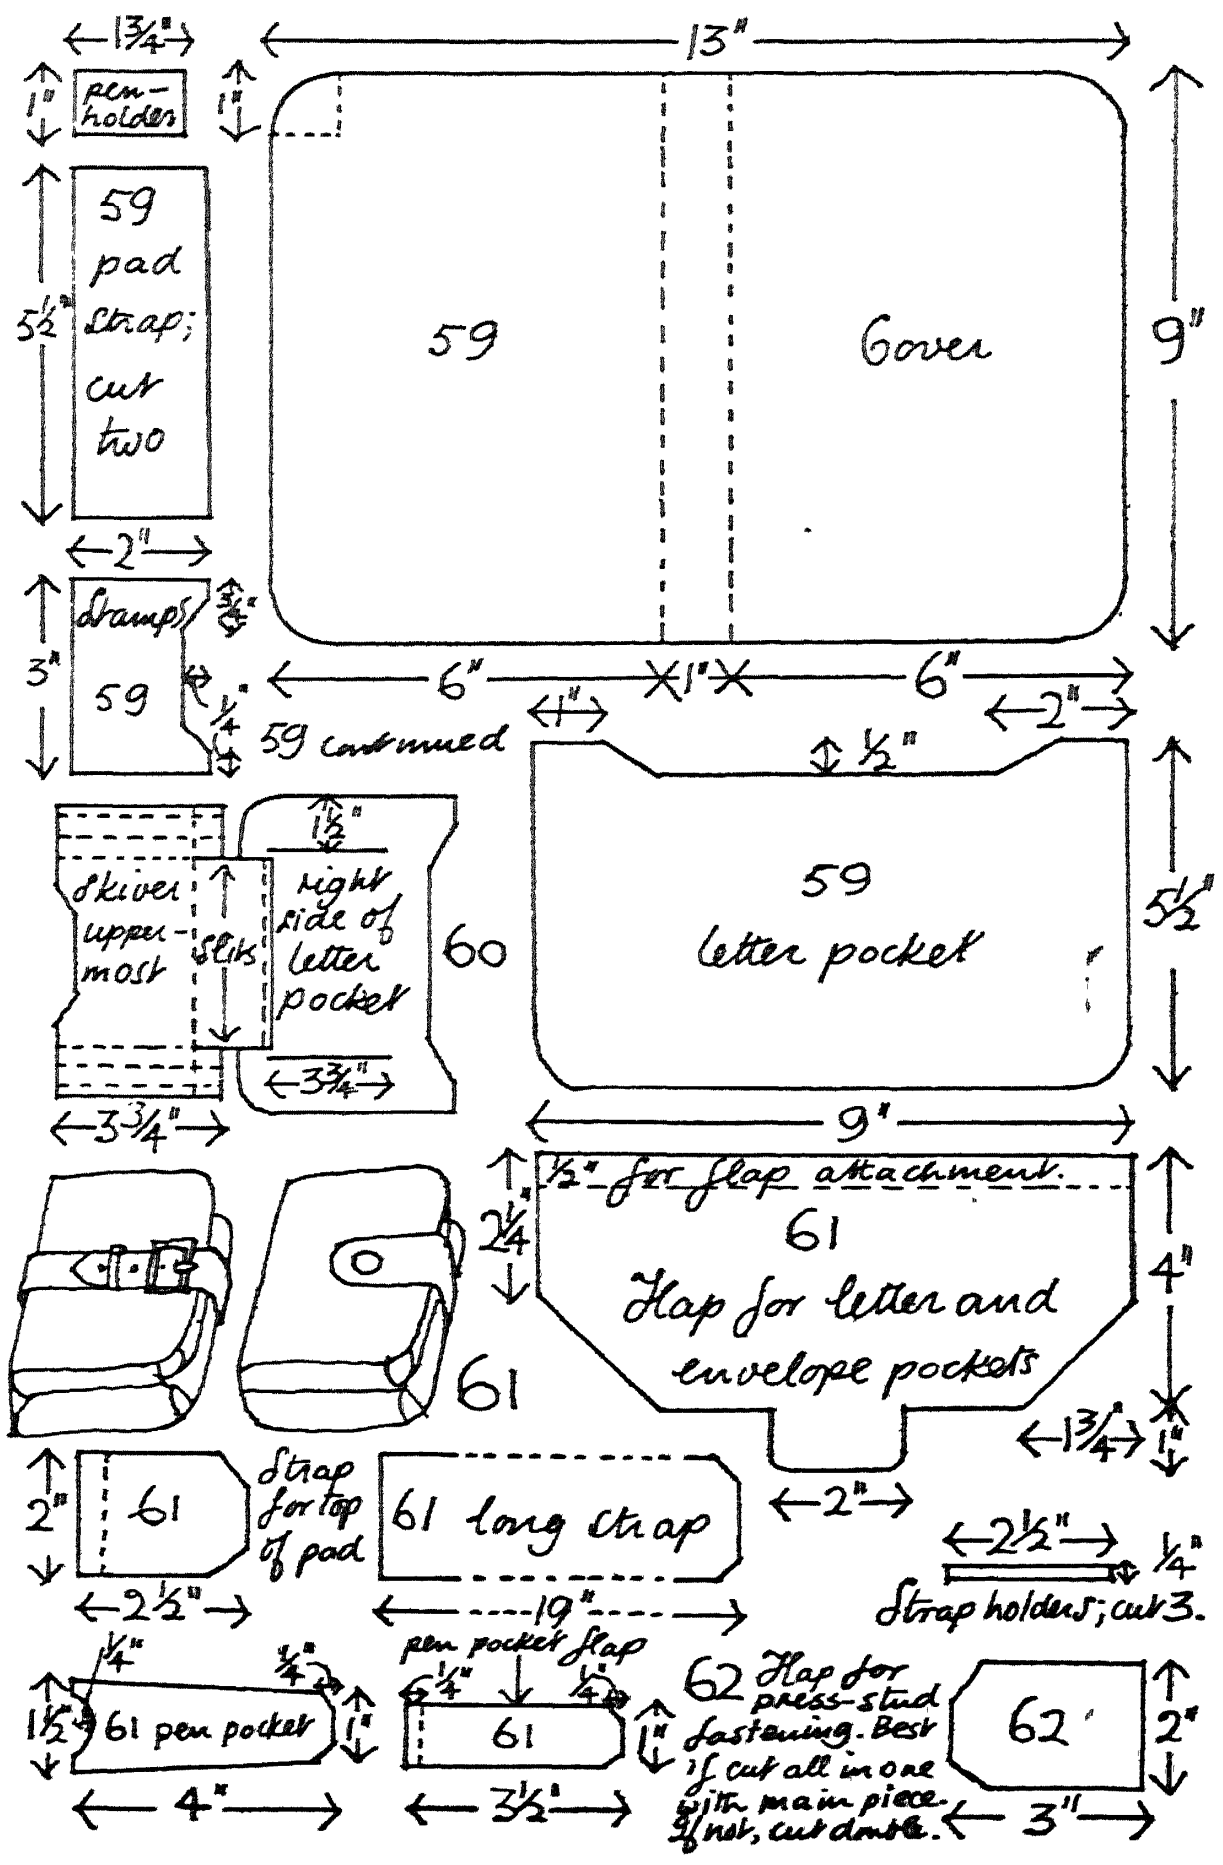 1¾"
13"
1"
pen-
holder
1"
59
pad
strap;
cut
two
5½"
59
Cover
9"
2"
Stamps
59
3"
¾"
¼"
6"
1"
6"
59 continued
1"
2"
½"
59
letter pocket
5½"
9"
Skiver
upper-
most
Slits
1½"
right
side of
letter
pocket
60
3¾"
3¾"
½" for flap attachment.
61
Flap for letter and
envelope pockets
2¼"
4"
1¾"
1"
2"
61
2"
61
Strap
for top
of pad
2½"
61 long strap
19"
2½"
¼"
Strap holders; cut 3.
¼"
¼"
1½"
61 pen pocket
1"
4"
pen pocket flap
¼"
¼"
61
1"
3½"
62 Flap for
press-stud
fastening. Best
if cut all in one
with main piece.
If not, cut double.
62
2"
3"